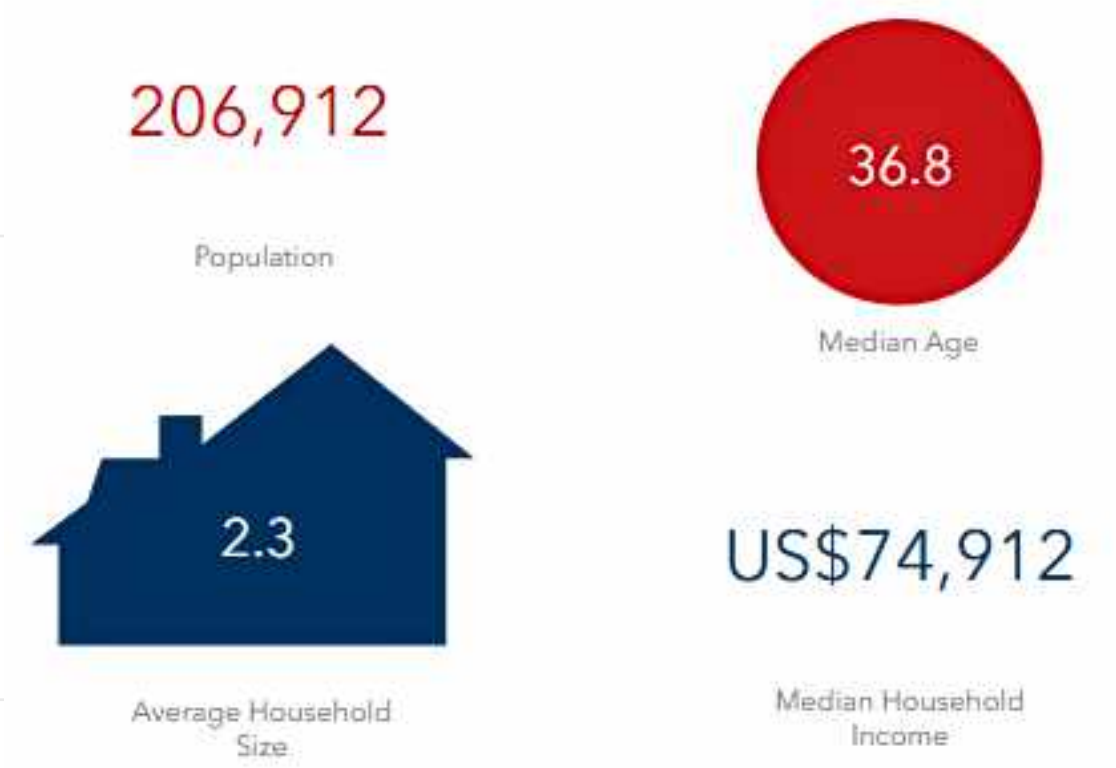 206,912
Population
36.8
Median Age
2.3
Average Household
Size
US$74,912
Median Household
Income